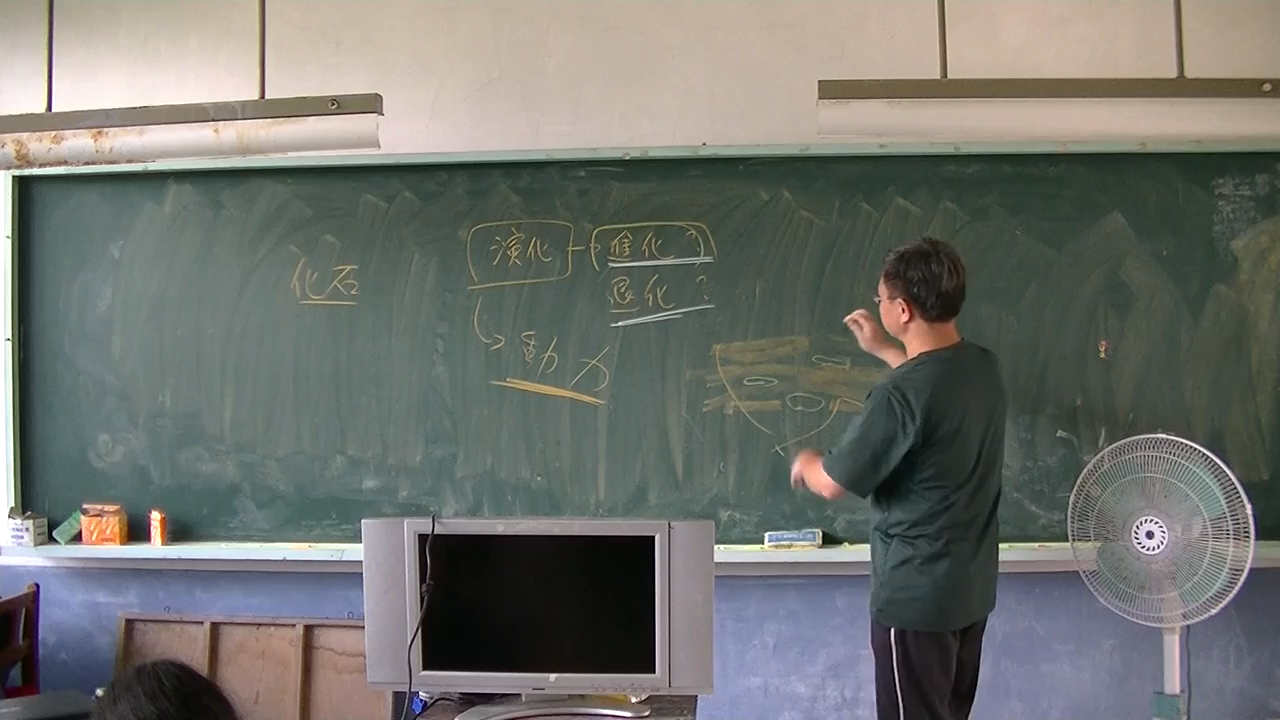 化石
演化 - 進化?
退化?
動力